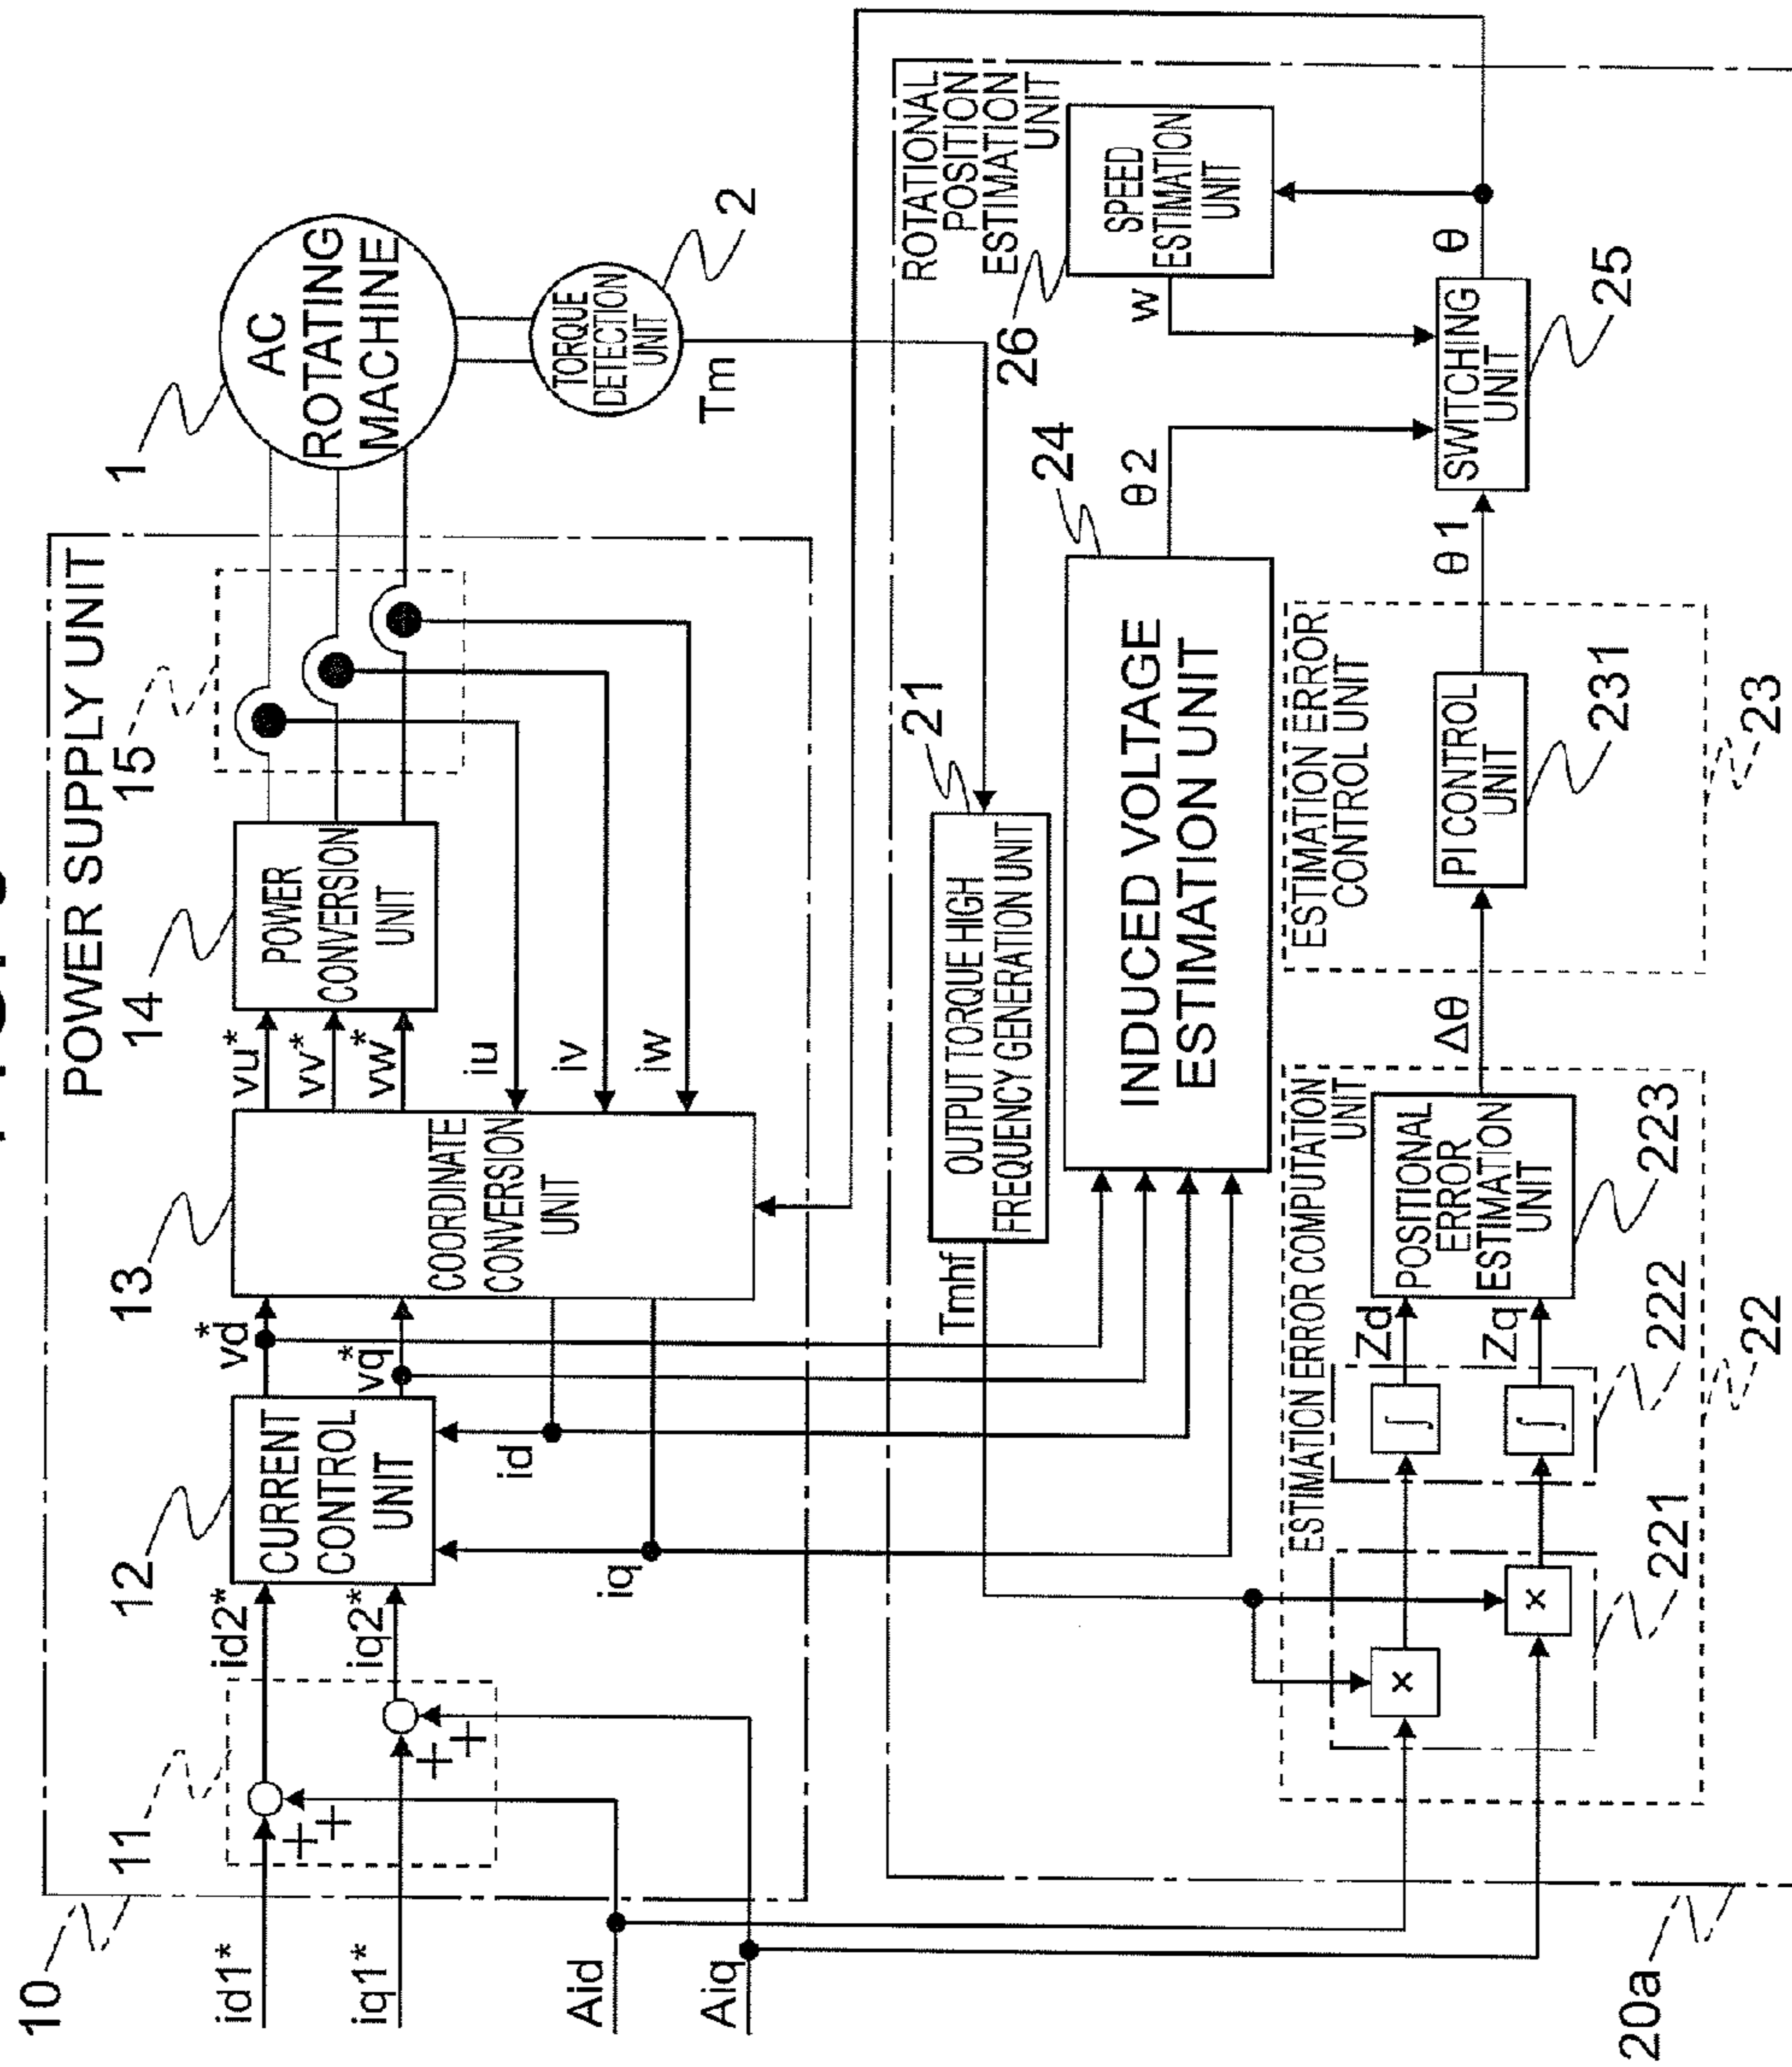 POWER SUPPLY UNIT
10
11
12
13
14
15
1
AC
ROTATING
MACHINE
2
TORQUE
DETECTION
UNIT
Tm
id1*
iq1*
Aid
Aiq
+
+
+
+
id2*
iq2*
CURRENT
CONTROL
UNIT
vd*
vq*
id
iq
COORDINATE
CONVERSION
UNIT
vu*
vv*
vw*
iu
iv
iw
POWER
CONVERSION
UNIT
20a
ROTATIONAL
POSITION
ESTIMATION
UNIT
Tmhf
21
OUTPUT TORQUE HIGH
FREQUENCY GENERATION UNIT
24
INDUCED VOLTAGE
ESTIMATION UNIT
θ2
26
SPEED
ESTIMATION
UNIT
w
ESTIMATION ERROR COMPUTATION
UNIT
×
×
221
∫
∫
222
Zd
Zq
POSITIONAL
ERROR
ESTIMATION
UNIT
223
22
Δθ
ESTIMATION ERROR
CONTROL UNIT
PI CONTROL
UNIT
231
23
θ1
SWITCHING
UNIT
25
θ